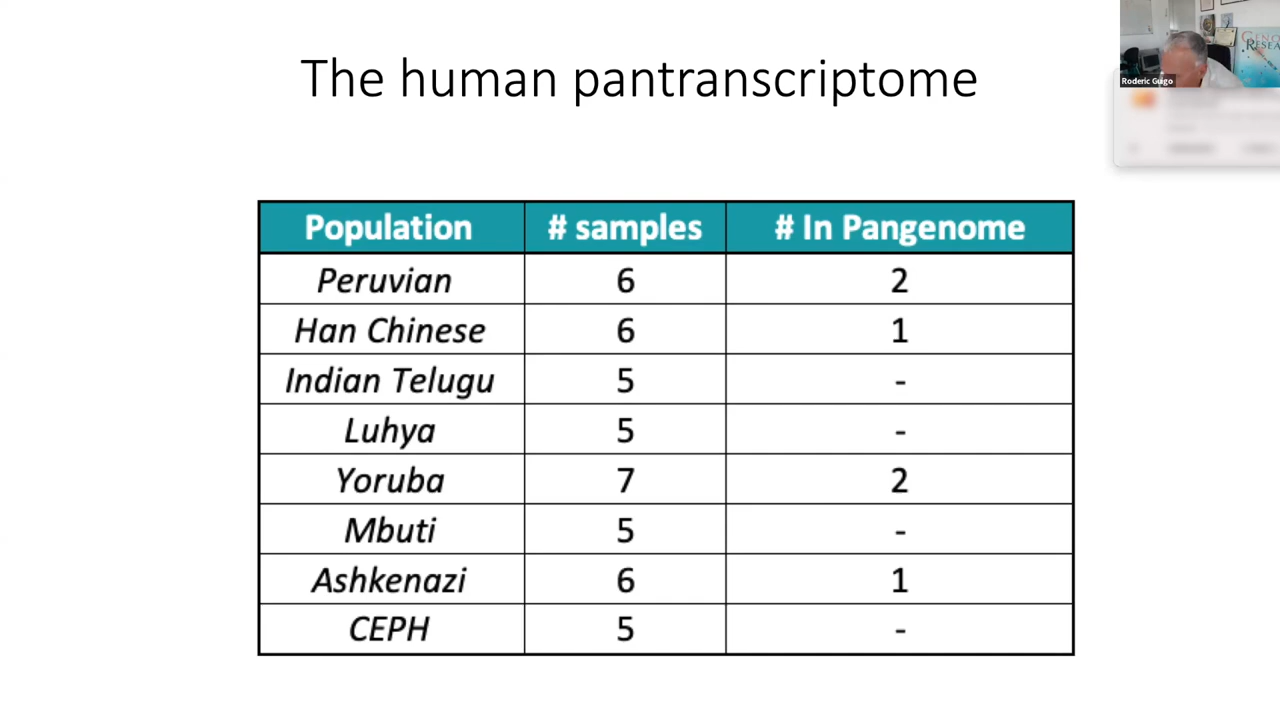 The human pantranscriptome
Roderic Guigo
Population # samples # In Pangenome
Peruvian 6 2
Han Chinese 6 1
Indian Telugu 5 -
Luhya 5 -
Yoruba 7 2
Mbuti 5 -
Ashkenazi 6 1
CEPH 5 -